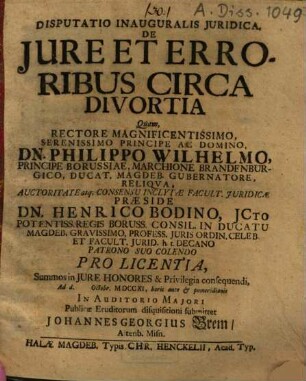 A. Diss. 1049
DISPUTATIO INAUGURALIS JURIDICA,
DE
JURE ET ERRO-
RIBUS CIRCA
DIVORTIA
Quam,
RECTORE MAGNIFICENTISSIMO,
SERENISSIMO PRINCIPE AC DOMINO,
DN. PHILIPPO WILHELMO,
PRINCIPE BORUSSIAE, MARCHIONE BRANDENBUR-
GICO, DUCAT. MAGDEB. GUBERNATORE,
RELIQVA,
AUCTORITATE atq; CONSENSU INCLYTÆ FACULT. JURIDICÆ
PRÆSIDE
DN. HENRICO BODINO, JCto
POTENTISS. REGIS BORUSS. CONSIL. IN DUCATU
MAGDEB. GRAVISSIMO, PROFESS. JURIS ORDIN. CELEB.
ET FACULT. JURID. h. t. DECANO
PATRONO SUO COLENDO
PRO LICENTIA,
Summos in JURE HONORES & Privilegia consequendi,
Ad d. Octobr. MDCCXI. horis ante & pomeridianis
IN AUDITORIO MAJORI
Publicæ Eruditorum disquisitioni submittet
JOHANNES GEORGIUS Brem/
Altenb. Misn.
HALÆ MAGDEB. Typis CHR. HENCKELII, Acad. Typ.